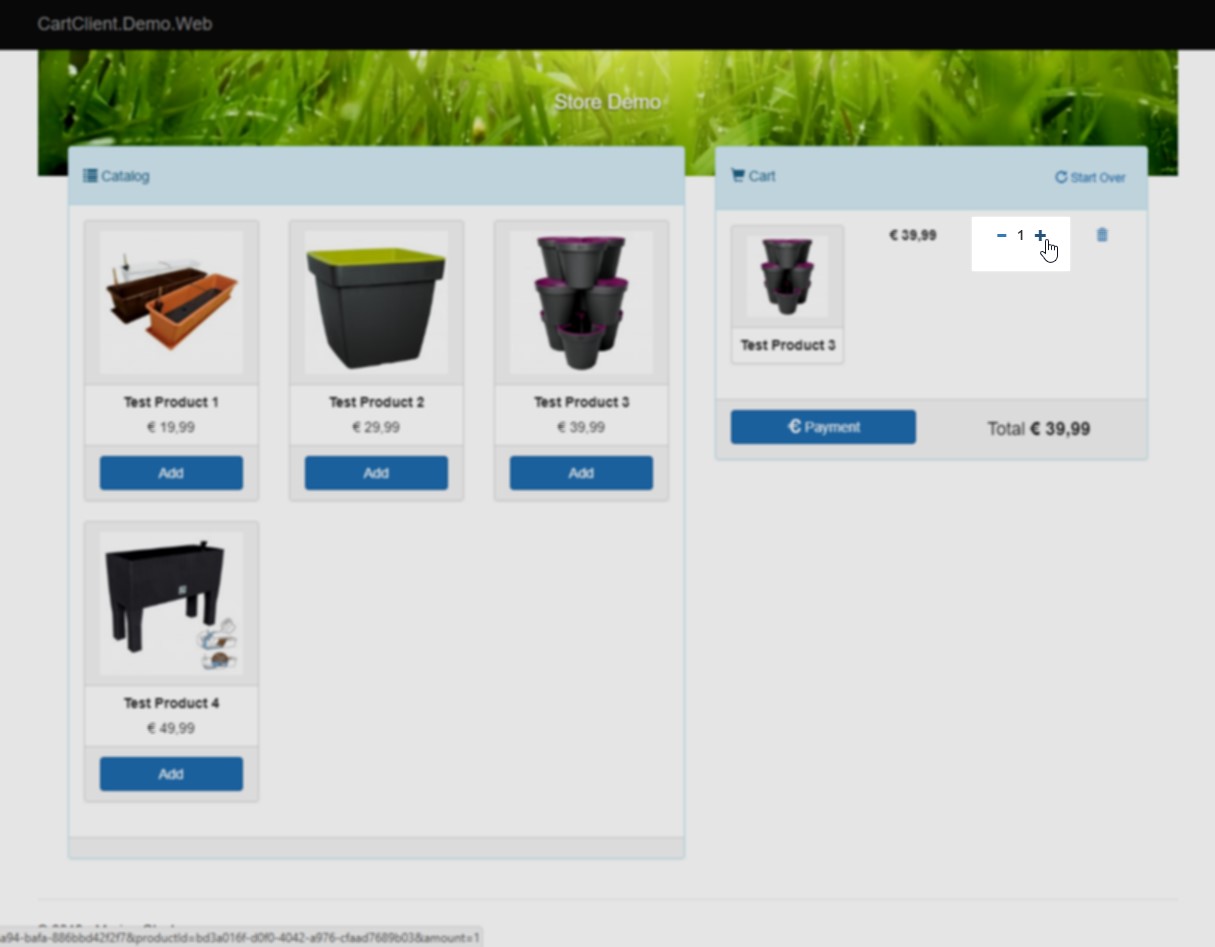 CartClient.Demo.Web
Store Demo
Catalog
Test Product 1
€ 19,99
Add
Test Product 2
€ 29,99
Add
Test Product 3
€ 39,99
Add
Test Product 4
€ 49,99
Add
Cart
Start Over
€ 39,99
− 1 +
Test Product 3
€ Payment
Total € 39,99
a94-bafa-886bbd42f2f7&productId=bd3a016f-d0f0-4042-a976-cfaad7689b03&amount=1